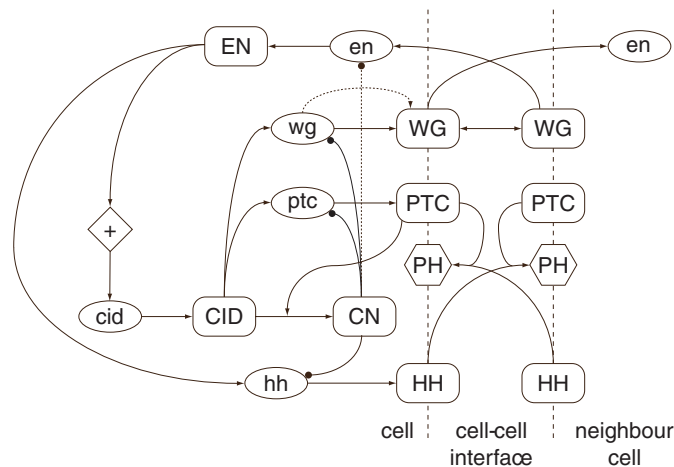 EN
en
en
wg
WG
WG
ptc
PTC
PTC
+
PH
PH
cid
CID
CN
hh
HH
HH
cell
cell-cell
interface
neighbour
cell